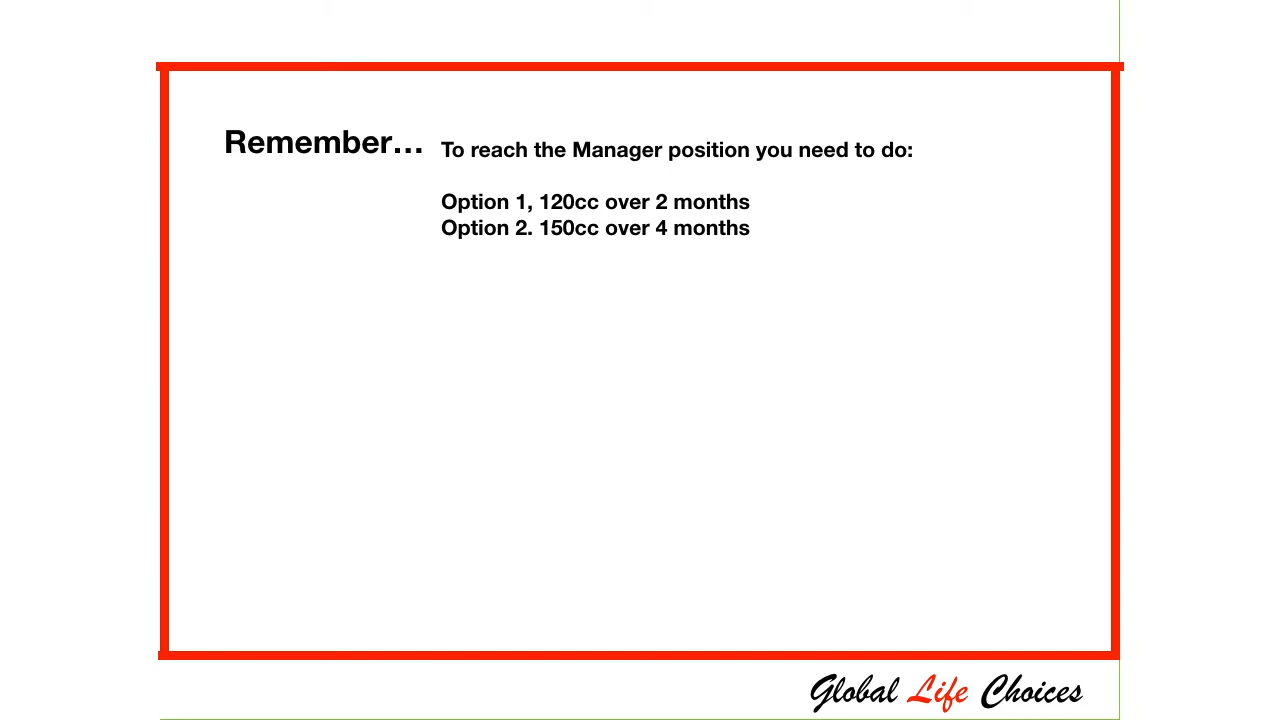 Remember…
To reach the Manager position you need to do:
Option 1, 120cc over 2 months
Option 2. 150cc over 4 months
Global Life Choices